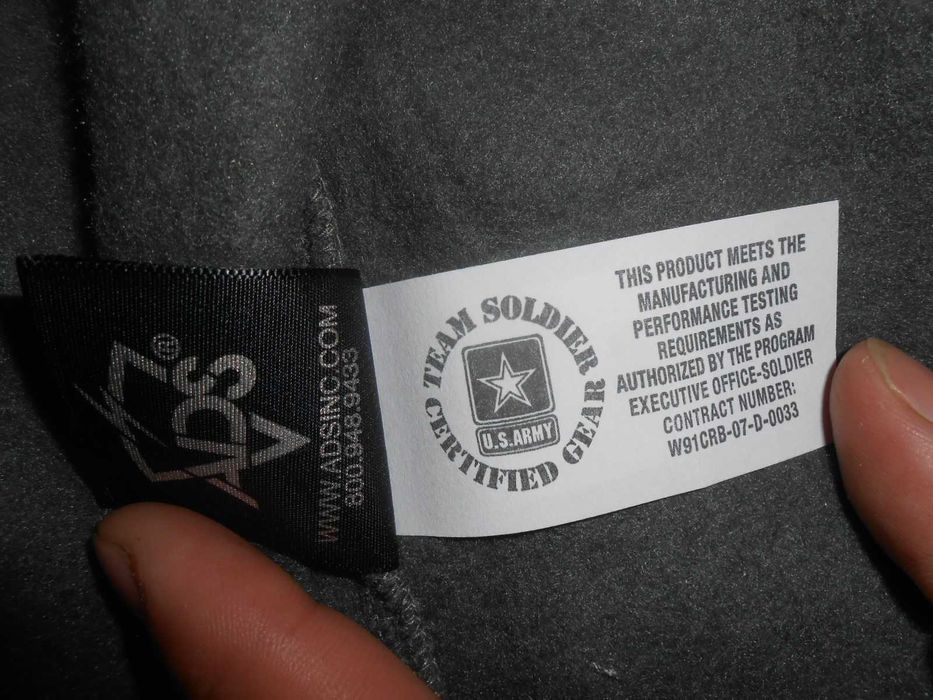 ADS®
WWW.ADSINC.COM
800.948.9433
TEAM SOLDIER
CERTIFIED GEAR
U.S.ARMY
THIS PRODUCT MEETS THE
MANUFACTURING AND
PERFORMANCE TESTING
REQUIREMENTS AS
AUTHORIZED BY THE PROGRAM
EXECUTIVE OFFICE-SOLDIER
CONTRACT NUMBER:
W91CRB-07-D-0033